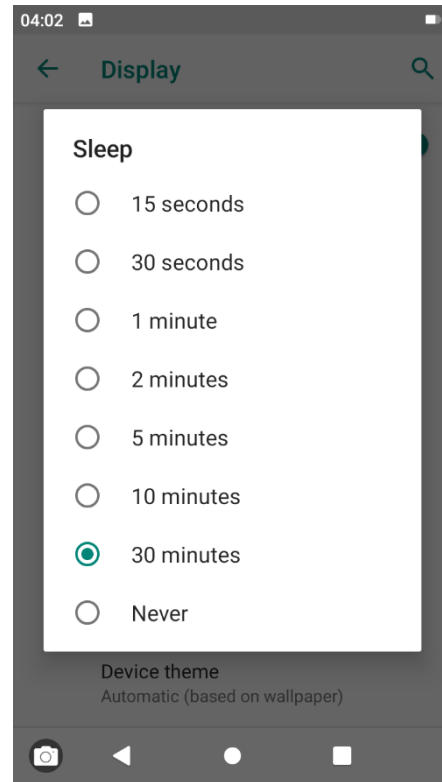 04:02
Display
Sleep
15 seconds
30 seconds
1 minute
2 minutes
5 minutes
10 minutes
30 minutes
Never
Device theme
Automatic (based on wallpaper)